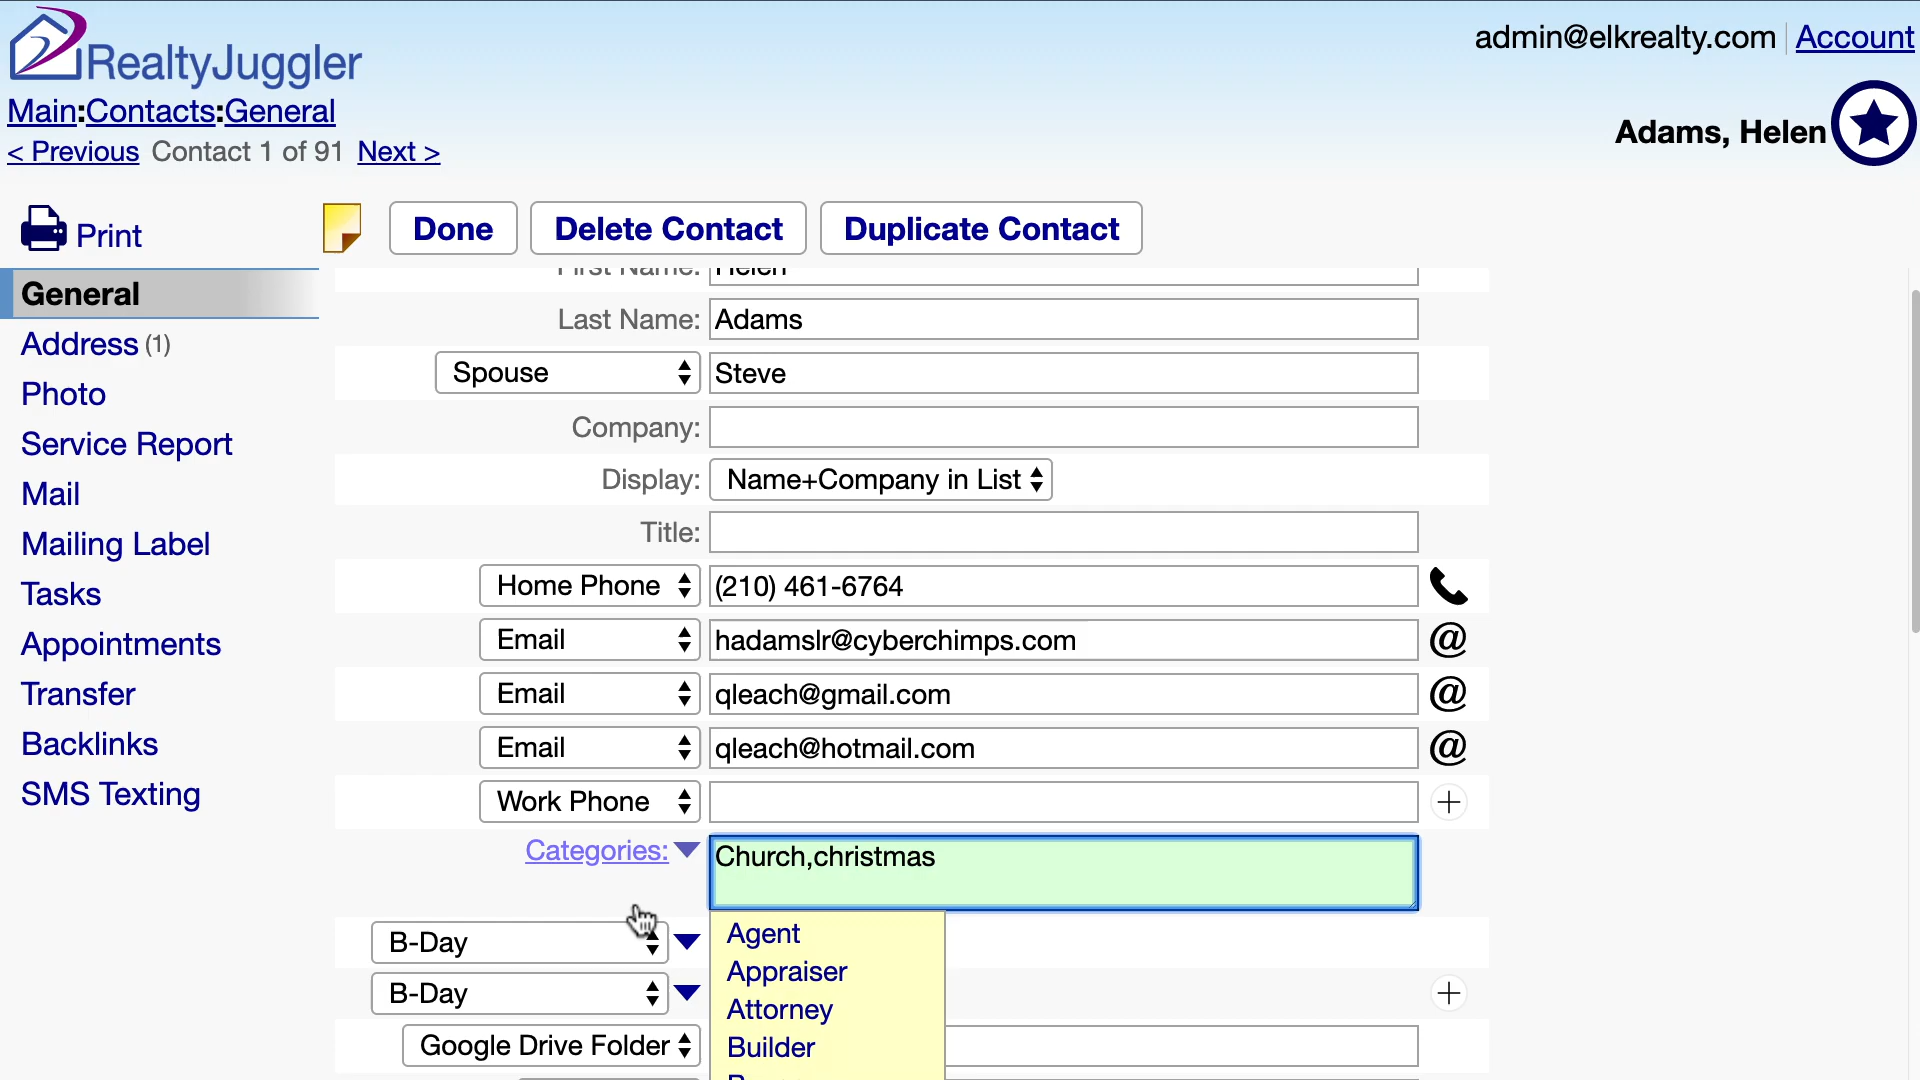 RealtyJuggler
admin@elkrealty.com Account
Main:Contacts:General
< Previous Contact 1 of 91 Next >
Adams, Helen
Print
Done Delete Contact Duplicate Contact
General
Address (1)
Photo
Service Report
Mail
Mailing Label
Tasks
Appointments
Transfer
Backlinks
SMS Texting
First Name: Helen
Last Name: Adams
Spouse Steve
Company:
Display: Name+Company in List
Title:
Home Phone (210) 461-6764
Email hadamslr@cyberchimps.com @
Email qleach@gmail.com @
Email qleach@hotmail.com @
Work Phone
Categories: Church,christmas
B-Day
B-Day
Google Drive Folder
Agent
Appraiser
Attorney
Builder